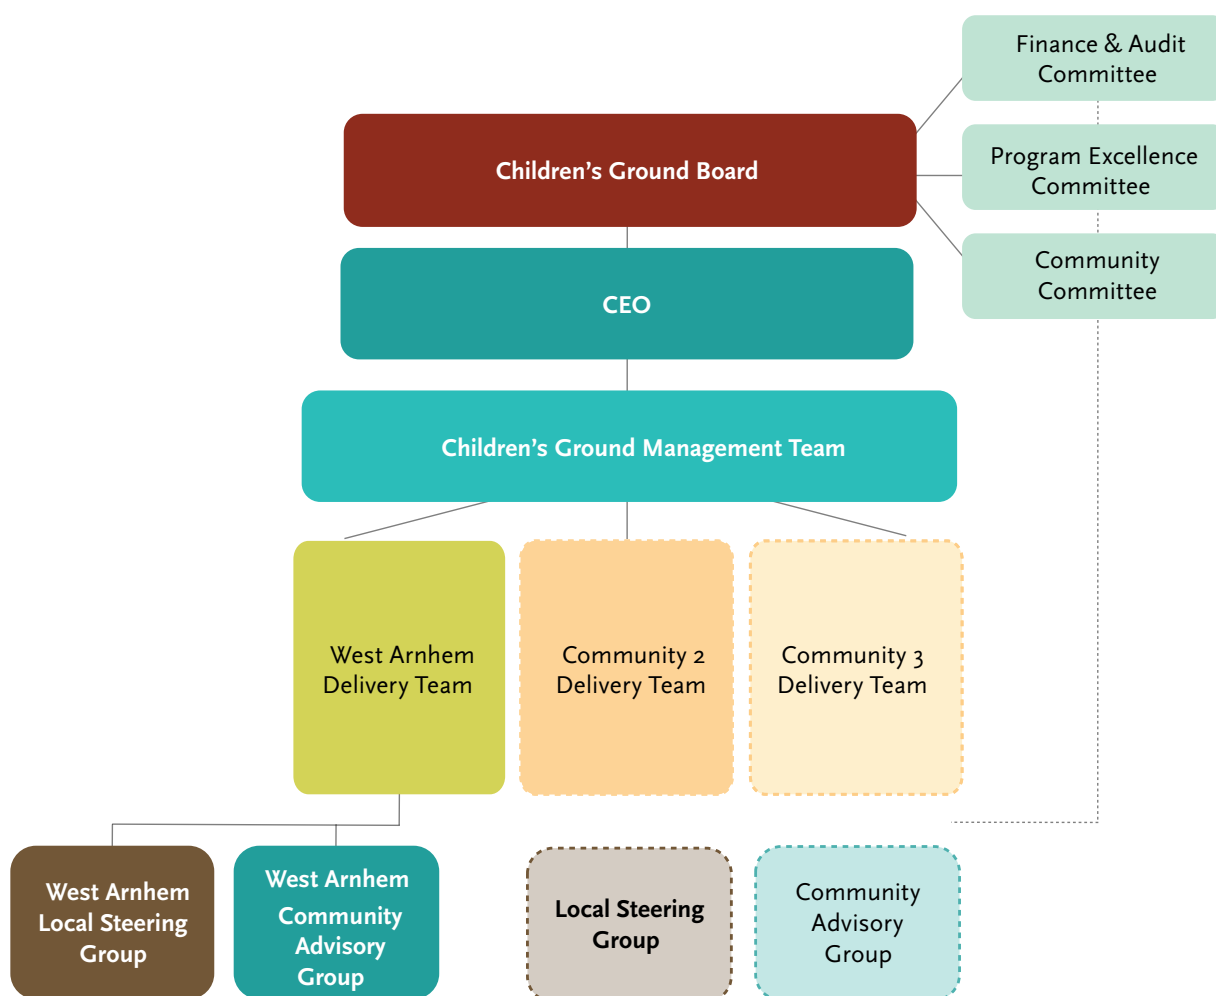 Finance & Audit
Committee
Children's Ground Board
Program Excellence
Committee
Community
Committee
CEO
Children's Ground Management Team
West Arnhem
Delivery Team
Community 2
Delivery Team
Community 3
Delivery Team
West Arnhem
Local Steering
Group
West Arnhem
Community
Advisory
Group
Local Steering
Group
Community
Advisory
Group